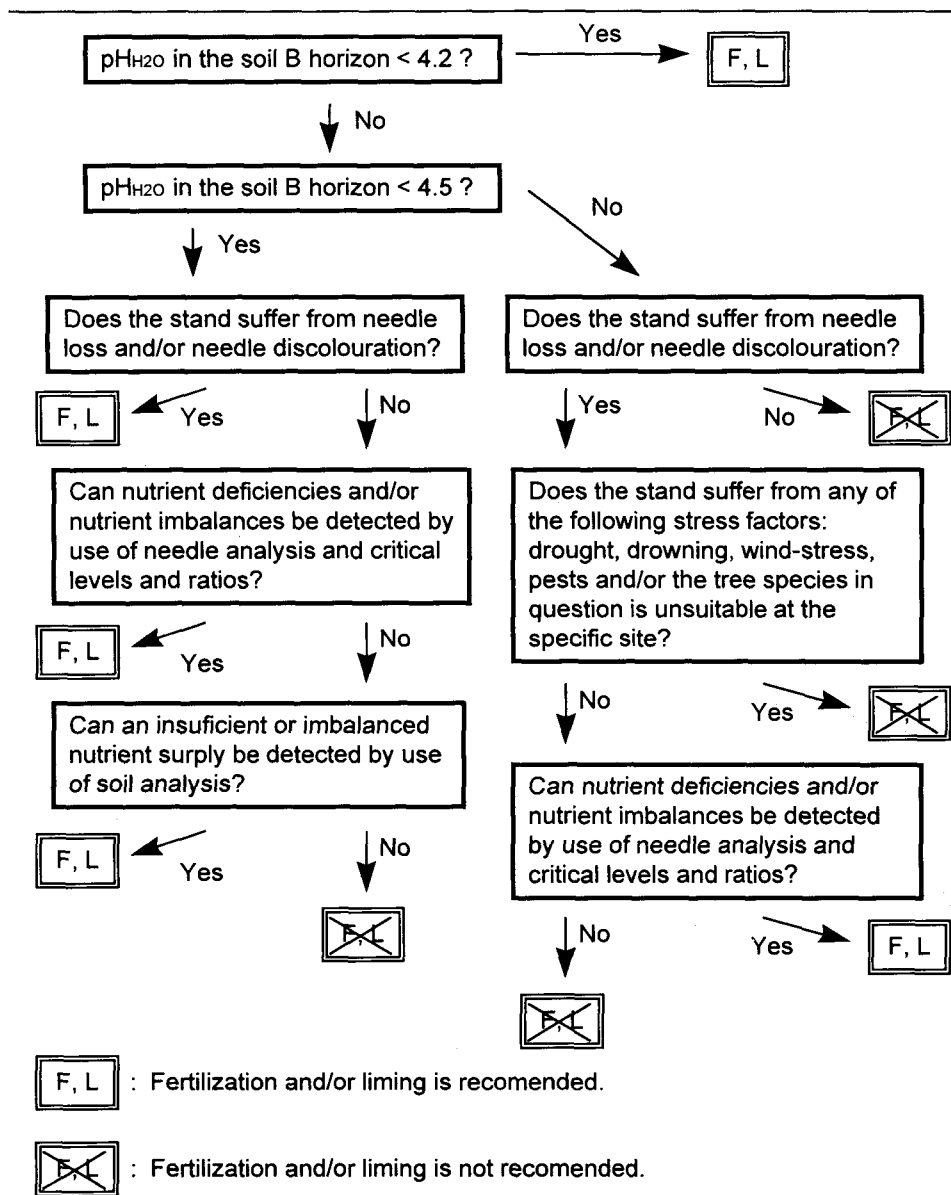 pHH2O in the soil B horizon < 4.2 ?
Yes
F, L
No
pHH2O in the soil B horizon < 4.5 ?
No
Yes
Does the stand suffer from needle
loss and/or needle discolouration?
F, L
Yes
No
Can nutrient deficiencies and/or
nutrient imbalances be detected by
use of needle analysis and critical
levels and ratios?
F, L
Yes
No
Can an insuficient or imbalanced
nutrient surply be detected by use
of soil analysis?
F, L
Yes
No
F, L
Does the stand suffer from needle
loss and/or needle discolouration?
Yes
No
F, L
Does the stand suffer from any of
the following stress factors:
drought, drowning, wind-stress,
pests and/or the tree species in
question is unsuitable at the
specific site?
No
Yes
F, L
Can nutrient deficiencies and/or
nutrient imbalances be detected
by use of needle analysis and
critical levels and ratios?
No
Yes
F, L
F, L
F, L : Fertilization and/or liming is recomended.
F, L : Fertilization and/or liming is not recomended.